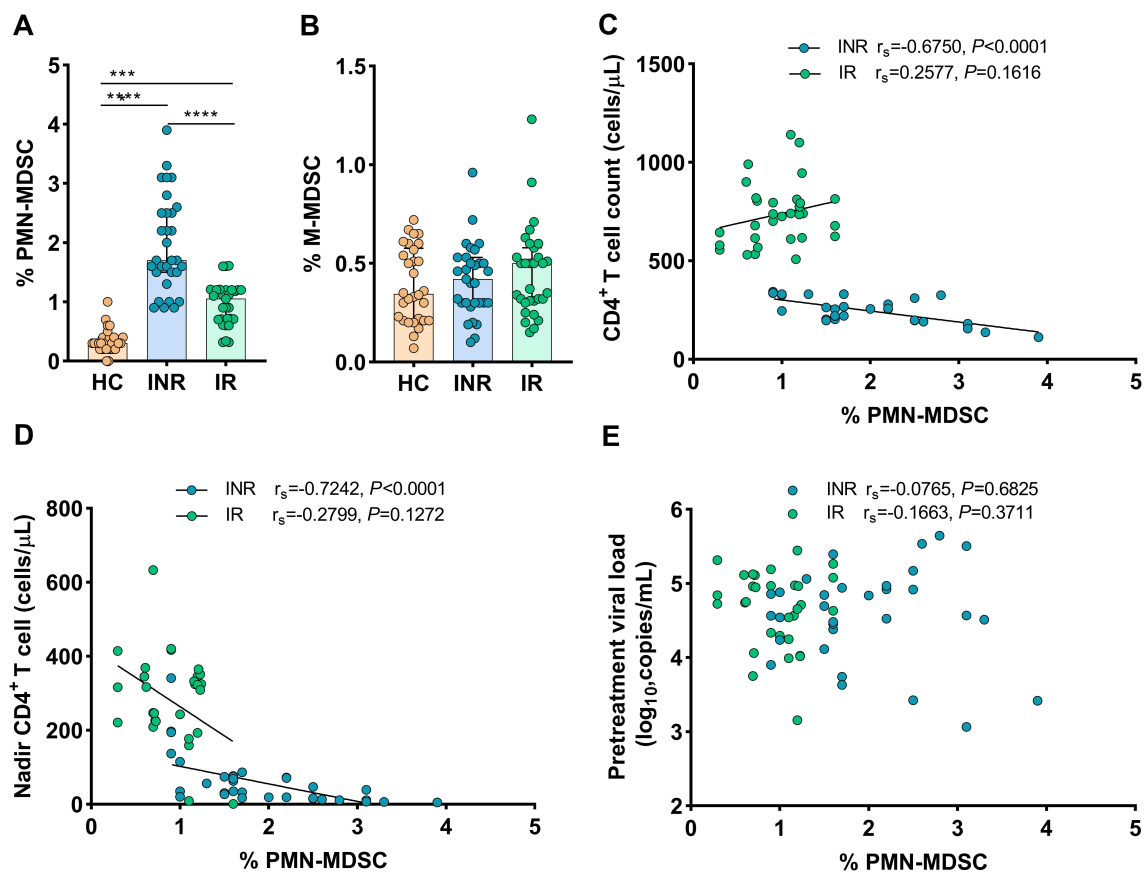 A
% PMN-MDSC
5
4
3
2
1
0
***
****
*
****
HC INR IR
B
% M-MDSC
1.5
1.0
0.5
0.0
HC INR IR
C
INR rs=-0.6750, P<0.0001
IR rs=0.2577, P=0.1616
CD4+ T cell count (cells/µL)
1500
1000
500
0
0 1 2 3 4 5
% PMN-MDSC
D
INR rs=-0.7242, P<0.0001
IR rs=-0.2799, P=0.1272
Nadir CD4+ T cell (cells/µL)
800
600
400
200
0
0 1 2 3 4 5
% PMN-MDSC
E
INR rs=-0.0765, P=0.6825
IR rs=-0.1663, P=0.3711
Pretreatment viral load
(log10,copies/mL)
6
5
4
3
2
0 1 2 3 4 5
% PMN-MDSC